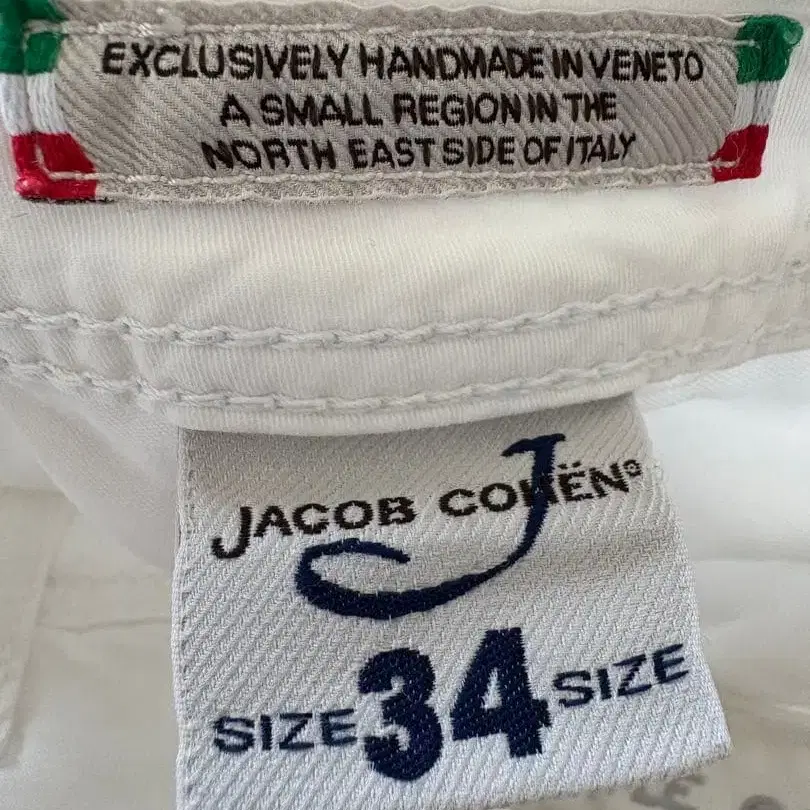 EXCLUSIVELY HANDMADE IN VENETO
A SMALL REGION IN THE
NORTH EAST SIDE OF ITALY
JACOB COHËN®
SIZE 34 SIZE